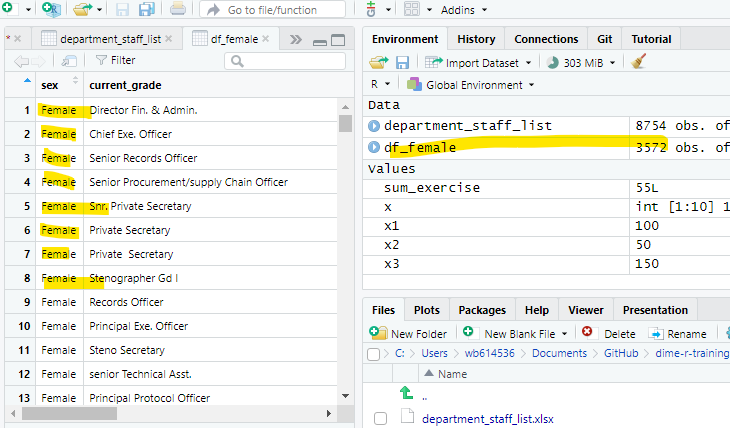 Go to file/function
Addins
department_staff_list
df_female
Filter
sex current_grade
1 Female Director Fin. & Admin.
2 Female Chief Exe. Officer
3 Female Senior Records Officer
4 Female Senior Procurement/supply Chain Officer
5 Female Snr. Private Secretary
6 Female Private Secretary
7 Female Private  Secretary
8 Female Stenographer Gd I
9 Female Records Officer
10 Female Principal Exe. Officer
11 Female Steno Secretary
12 Female senior Technical Asst.
13 Female Principal Protocol Officer
Environment History Connections Git Tutorial
Import Dataset 303 MiB
R Global Environment
Data
department_staff_list 8754 obs. of
df_female 3572 obs. of
Values
sum_exercise 55L
x int [1:10] 1
x1 100
x2 50
x3 150
Files Plots Packages Help Viewer Presentation
New Folder New Blank File Delete Rename
C: Users wb614536 Documents GitHub dime-r-training
Name
..
department_staff_list.xlsx